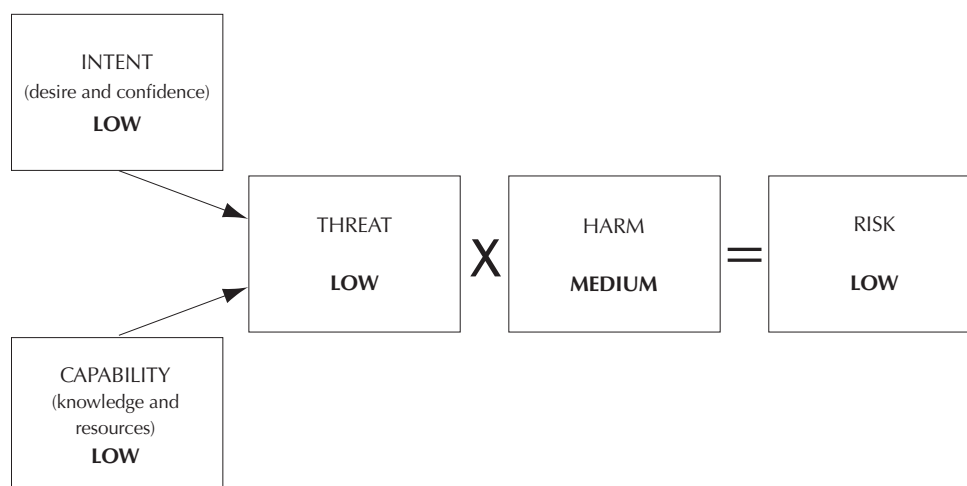 INTENT
(desire and confidence)
LOW
THREAT
LOW
X
HARM
MEDIUM
=
RISK
LOW
CAPABILITY
(knowledge and
resources)
LOW